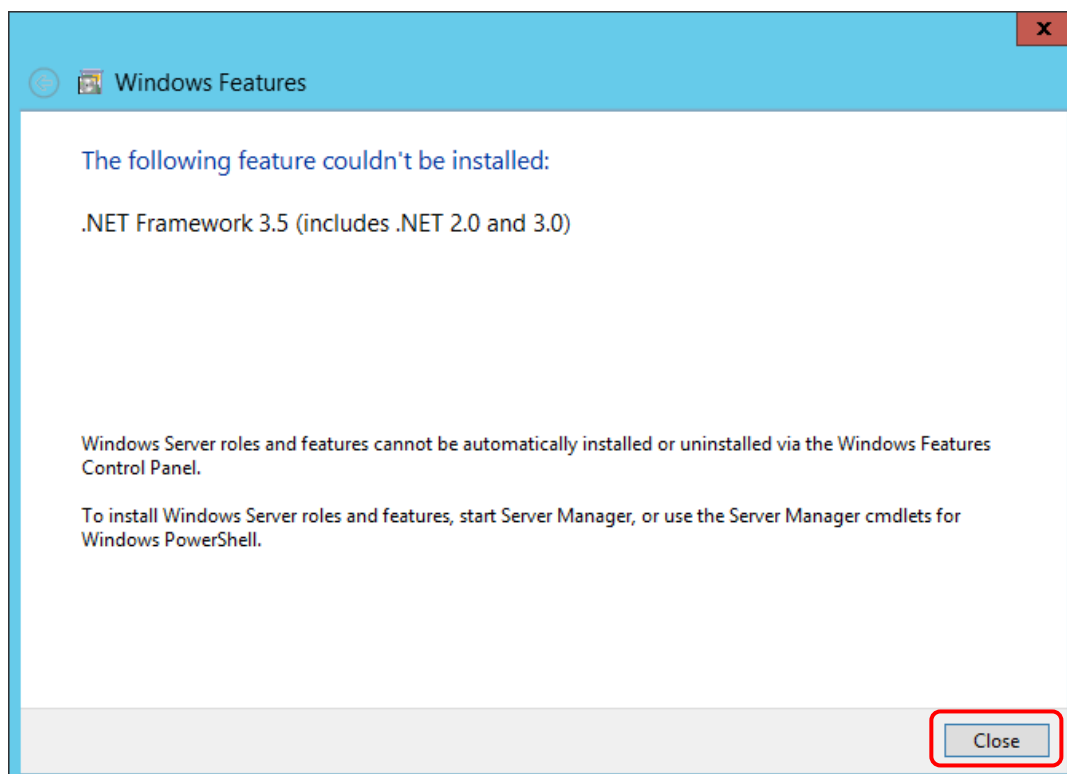 x
Windows Features
The following feature couldn't be installed:
.NET Framework 3.5 (includes .NET 2.0 and 3.0)
Windows Server roles and features cannot be automatically installed or uninstalled via the Windows Features
Control Panel.
To install Windows Server roles and features, start Server Manager, or use the Server Manager cmdlets for
Windows PowerShell.
Close